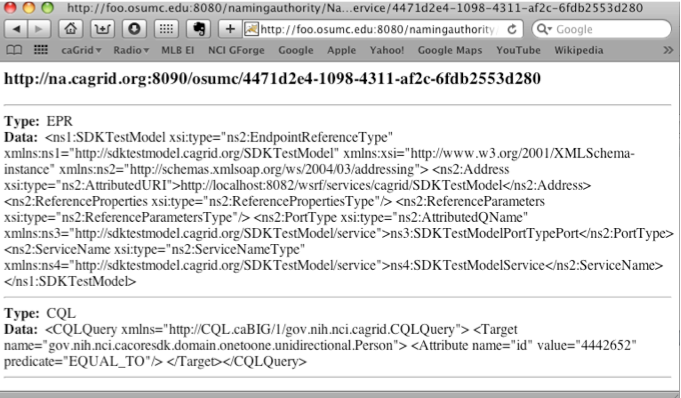 http://foo.osumc.edu:8080/namingauthority/Na...ervice/4471d2e4-1098-4311-af2c-6fdb2553d280
http://foo.osumc.edu:8080/namingauthority
Google
caGrid Radio MLB EI NCI GForge Google Apple Yahoo! Google Maps YouTube Wikipedia
http://na.cagrid.org:8090/osumc/4471d2e4-1098-4311-af2c-6fdb2553d280
Type: EPR
Data: <ns1:SDKTestModel xsi:type="ns2:EndpointReferenceType"
xmlns:ns1="http://sdktestmodel.cagrid.org/SDKTestModel" xmlns:xsi="http://www.w3.org/2001/XMLSchema-
instance" xmlns:ns2="http://schemas.xmlsoap.org/ws/2004/03/addressing"> <ns2:Address
xsi:type="ns2:AttributedURI">http://localhost:8082/wsrf/services/cagrid/SDKTestModel</ns2:Address>
<ns2:ReferenceProperties xsi:type="ns2:ReferencePropertiesType"/> <ns2:ReferenceParameters
xsi:type="ns2:ReferenceParametersType"/> <ns2:PortType xsi:type="ns2:AttributedQName"
xmlns:ns3="http://sdktestmodel.cagrid.org/SDKTestModel/service">ns3:SDKTestModelPortTypePort</ns2:PortType>
<ns2:ServiceName xsi:type="ns2:ServiceNameType"
xmlns:ns4="http://sdktestmodel.cagrid.org/SDKTestModel/service">ns4:SDKTestModelService</ns2:ServiceName>
</ns1:SDKTestModel>
Type: CQL
Data: <CQLQuery xmlns="http://CQL.caBIG/1/gov.nih.nci.cagrid.CQLQuery"> <Target
name="gov.nih.nci.cacoresdk.domain.onetoone.unidirectional.Person"> <Attribute name="id" value="4442652"
predicate="EQUAL_TO"/> </Target></CQLQuery>